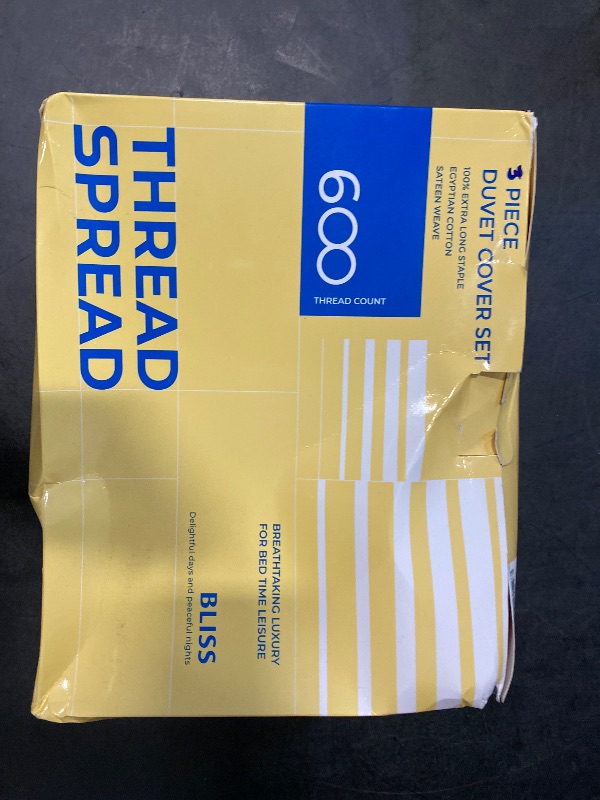 3 PIECE
DUVET COVER SET
100% EXTRA LONG STAPLE
EGYPTIAN COTTON
SATEEN WEAVE
600
THREAD COUNT
THREAD
SPREAD
BREATHTAKING LUXURY
FOR BED TIME LEISURE
BLISS
Delightful days and peaceful nights